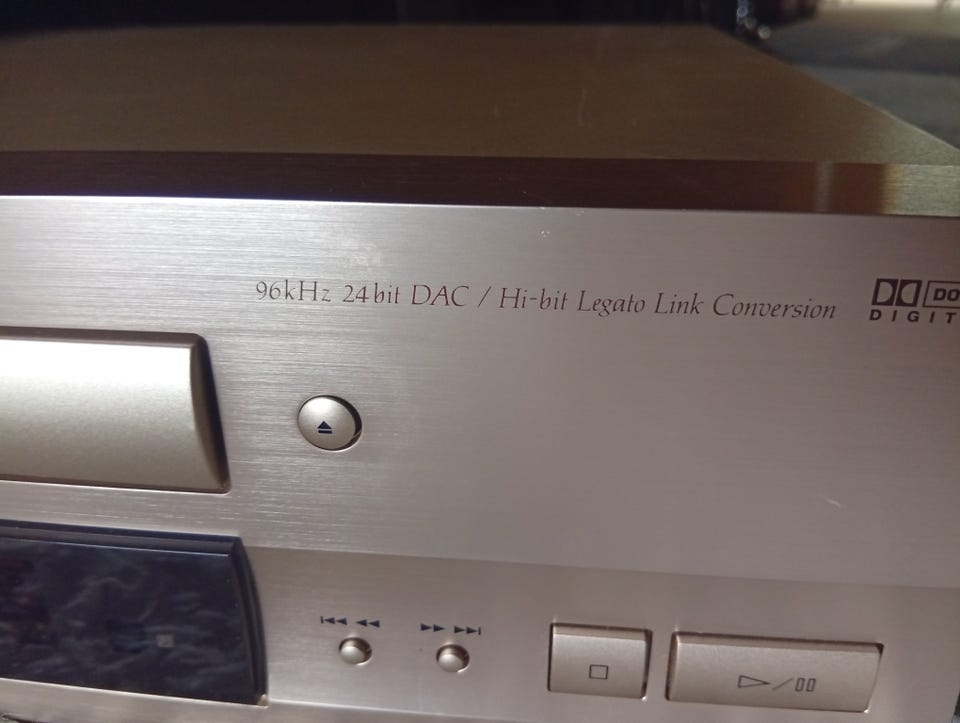 96kHz 24bit DAC / Hi-bit Legato Link Conversion